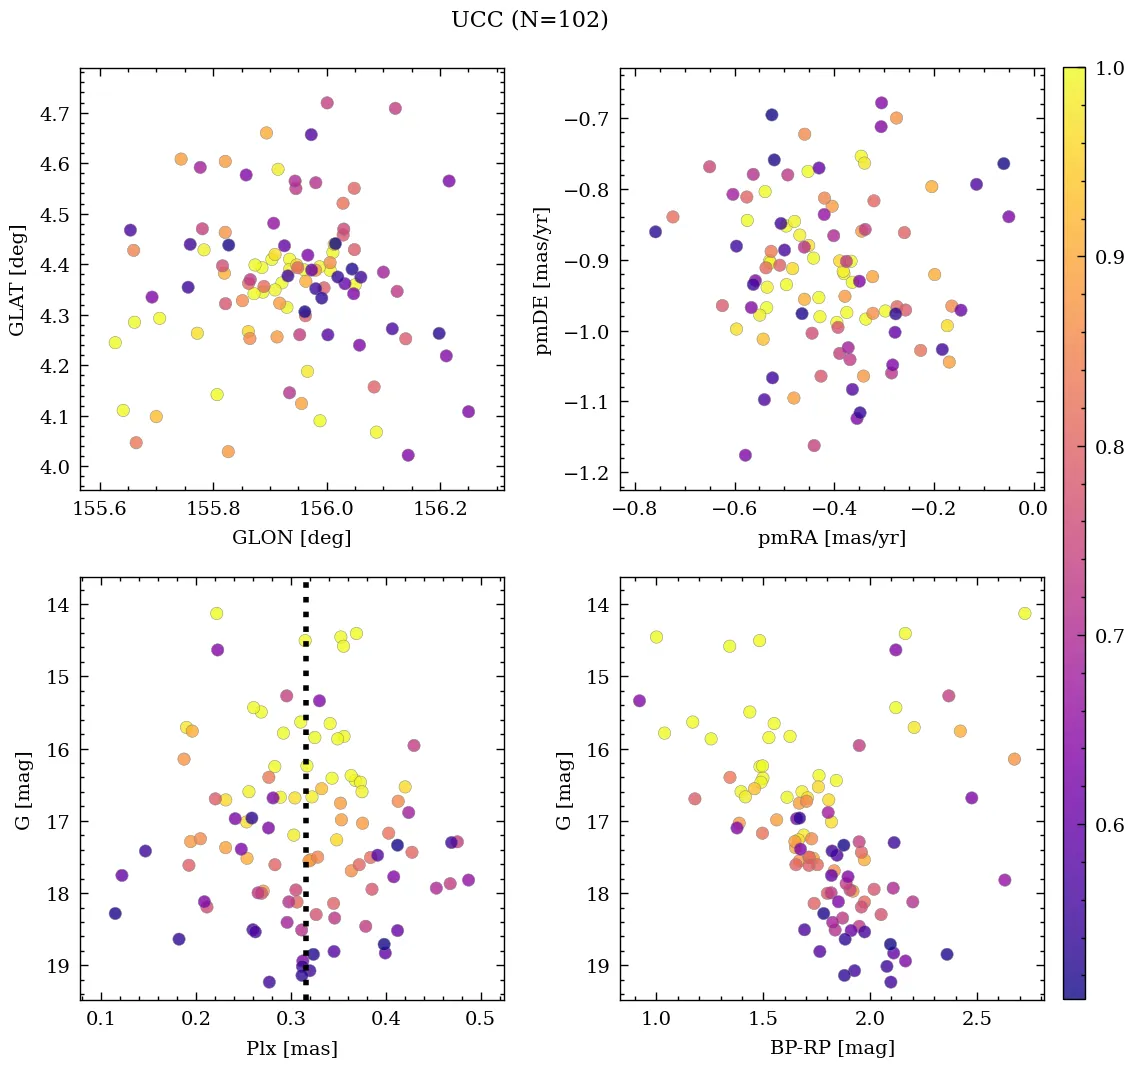 UCC (N=102)
4.7
4.6
4.5
4.4
4.3
4.2
4.1
4.0
GLAT [deg]
155.6 155.8 156.0 156.2
GLON [deg]
−0.7
−0.8
−0.9
−1.0
−1.1
−1.2
pmDE [mas/yr]
−0.8 −0.6 −0.4 −0.2 0.0
pmRA [mas/yr]
1.0
0.9
0.8
0.7
0.6
14
15
16
17
18
19
G [mag]
0.1 0.2 0.3 0.4 0.5
Plx [mas]
14
15
16
17
18
19
G [mag]
1.0 1.5 2.0 2.5
BP-RP [mag]